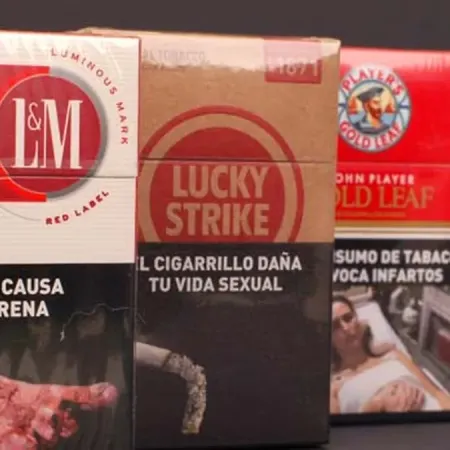 LUMINOUS MARK
L&M
RED LABEL
CAUSA
RENA
TOBACCO
1871
LUCKY
STRIKE
L CIGARRILLO DAÑA
TU VIDA SEXUAL
PLAYER'S
GOLD LEAF
OHN PLAYER
OLD LEAF
SUMO DE TABAC
VOCA INFARTOS